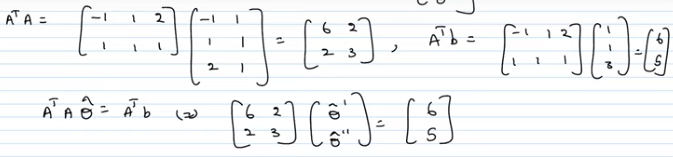 AᵀA = [-1 1 2; 1 1 1] (-1 1; 1 1; 2 1) = [6 2; 2 3], Aᵀb = [-1 1 2; 1 1 1] (1; 1; 3) = (6; 5)
AᵀA θ̂ = Aᵀb (=) [6 2; 2 3] (θ̂'; θ̂'') = [6; 5]